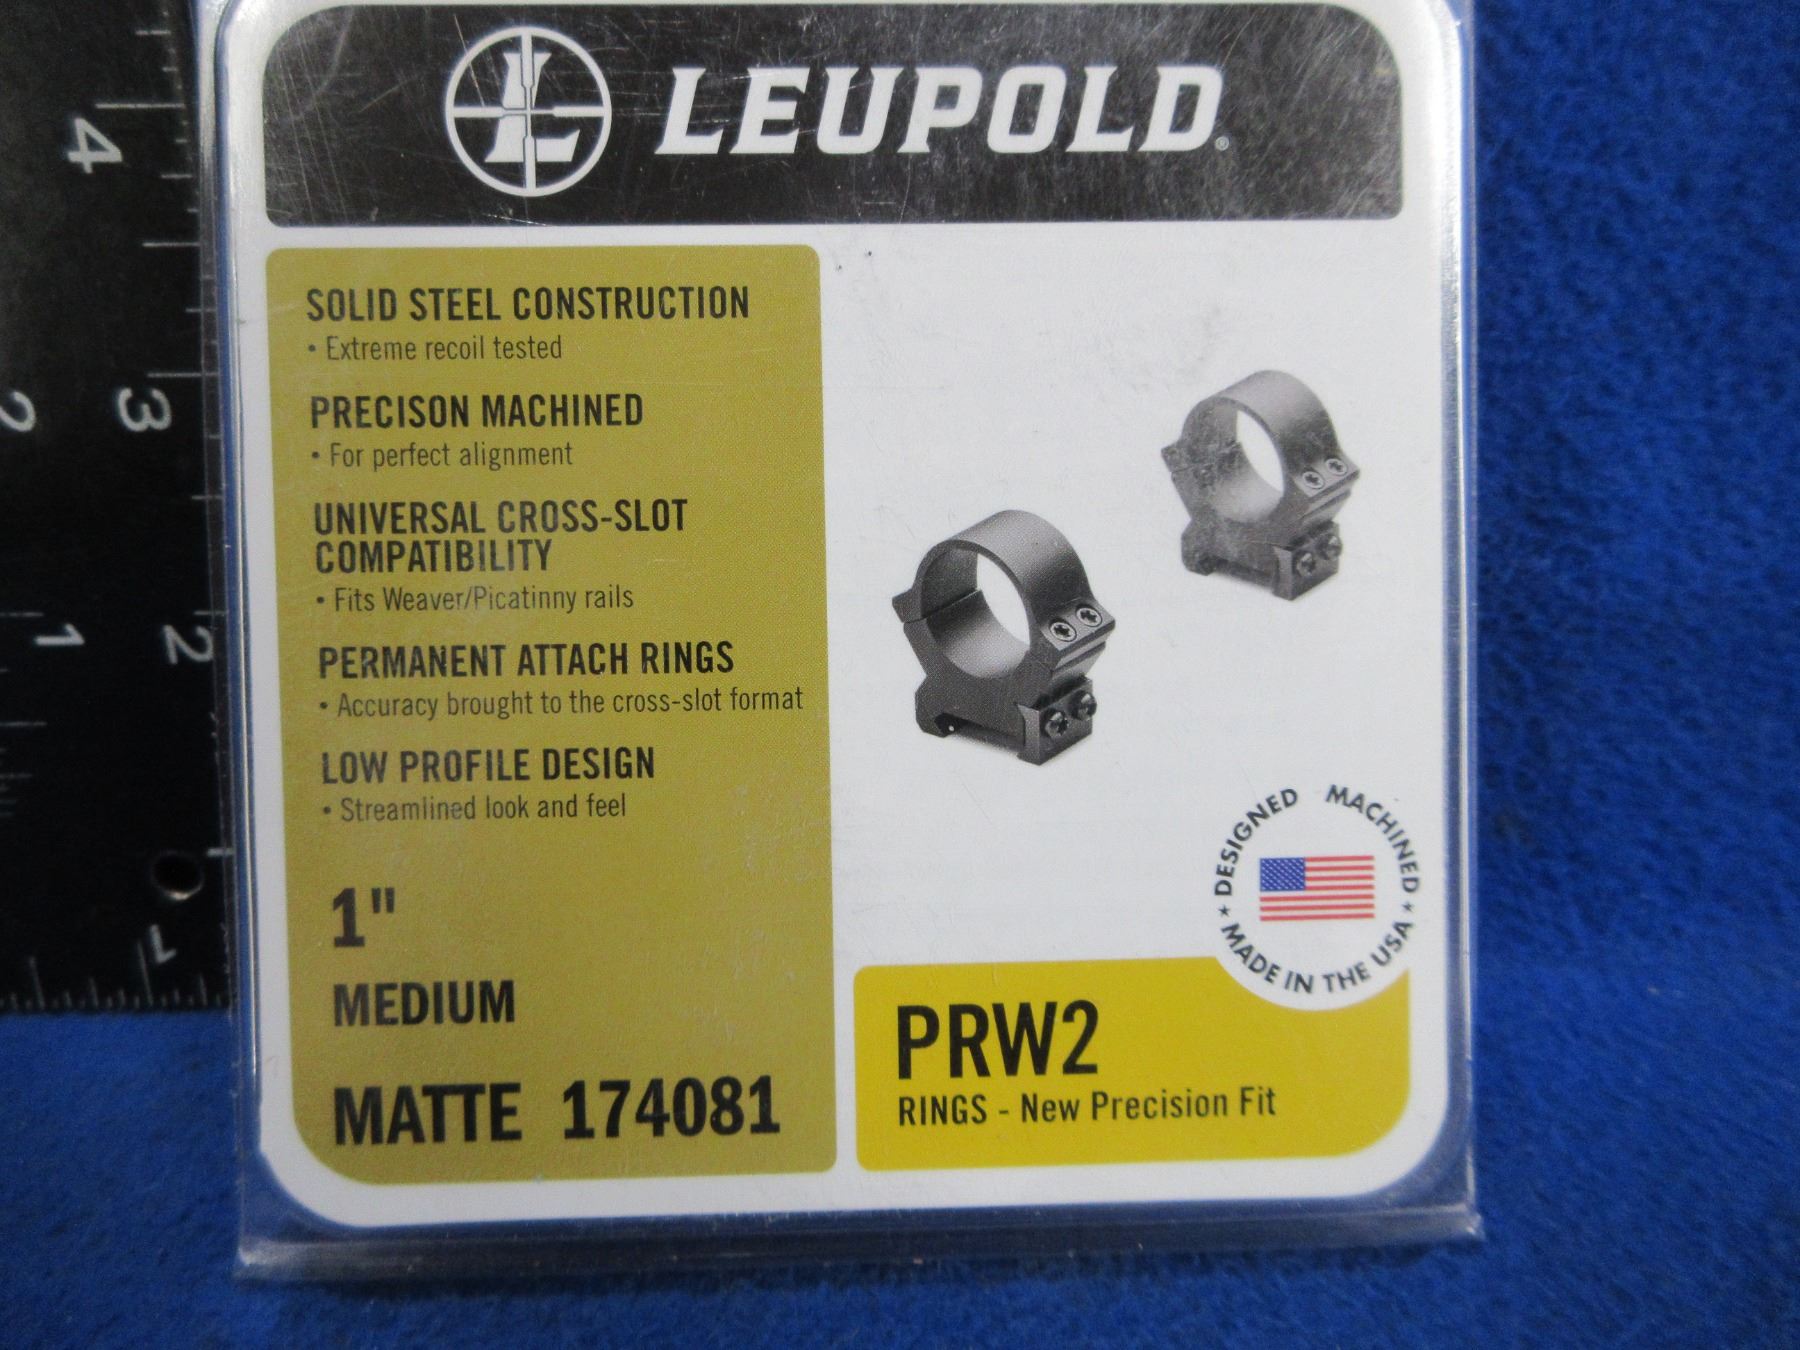 LEUPOLD®
SOLID STEEL CONSTRUCTION
• Extreme recoil tested
PRECISON MACHINED
• For perfect alignment
UNIVERSAL CROSS-SLOT
COMPATIBILITY
• Fits Weaver/Picatinny rails
PERMANENT ATTACH RINGS
• Accuracy brought to the cross-slot format
LOW PROFILE DESIGN
• Streamlined look and feel
1"
MEDIUM
MATTE 174081
DESIGNED MACHINED
★ MADE IN THE USA ★
PRW2
RINGS - New Precision Fit
4
3
2
1
2
1